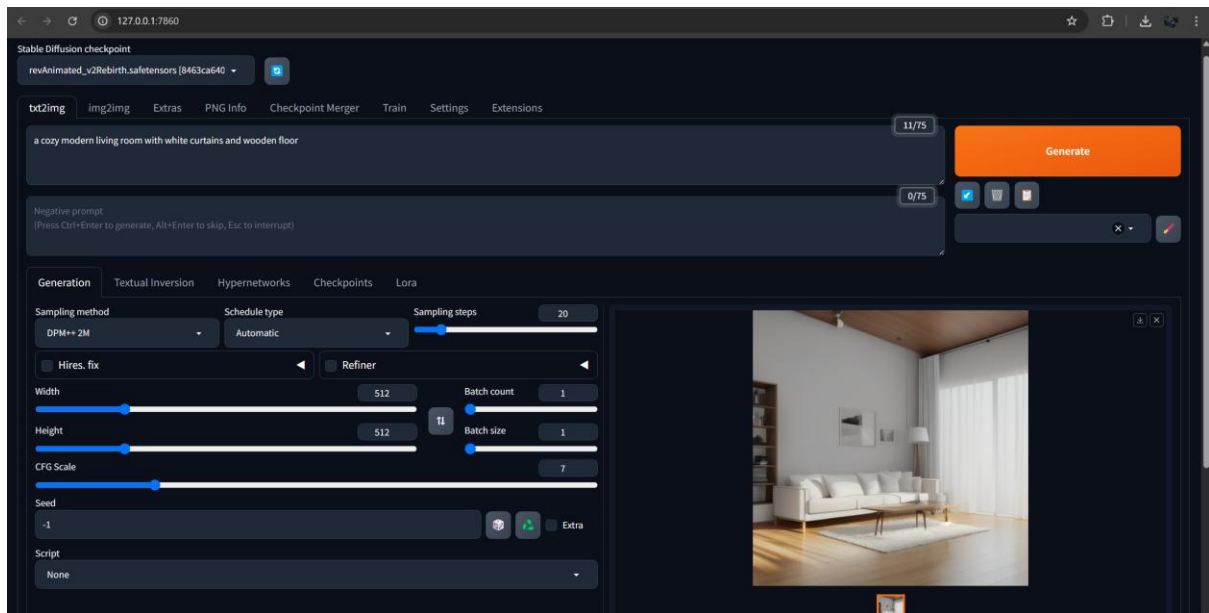 127.0.0.1:7860
Stable Diffusion checkpoint
revAnimated_v2Rebirth.safetensors [8463ca640
txt2img img2img Extras PNG Info Checkpoint Merger Train Settings Extensions
11/75
a cozy modern living room with white curtains and wooden floor
Generate
0/75
Negative prompt
(Press Ctrl+Enter to generate, Alt+Enter to skip, Esc to interrupt)
Generation Textual Inversion Hypernetworks Checkpoints Lora
Sampling method Schedule type Sampling steps 20
DPM++ 2M Automatic
Hires. fix Refiner
Width 512 Batch count 1
Height 512 Batch size 1
CFG Scale 7
Seed
-1 Extra
Script
None